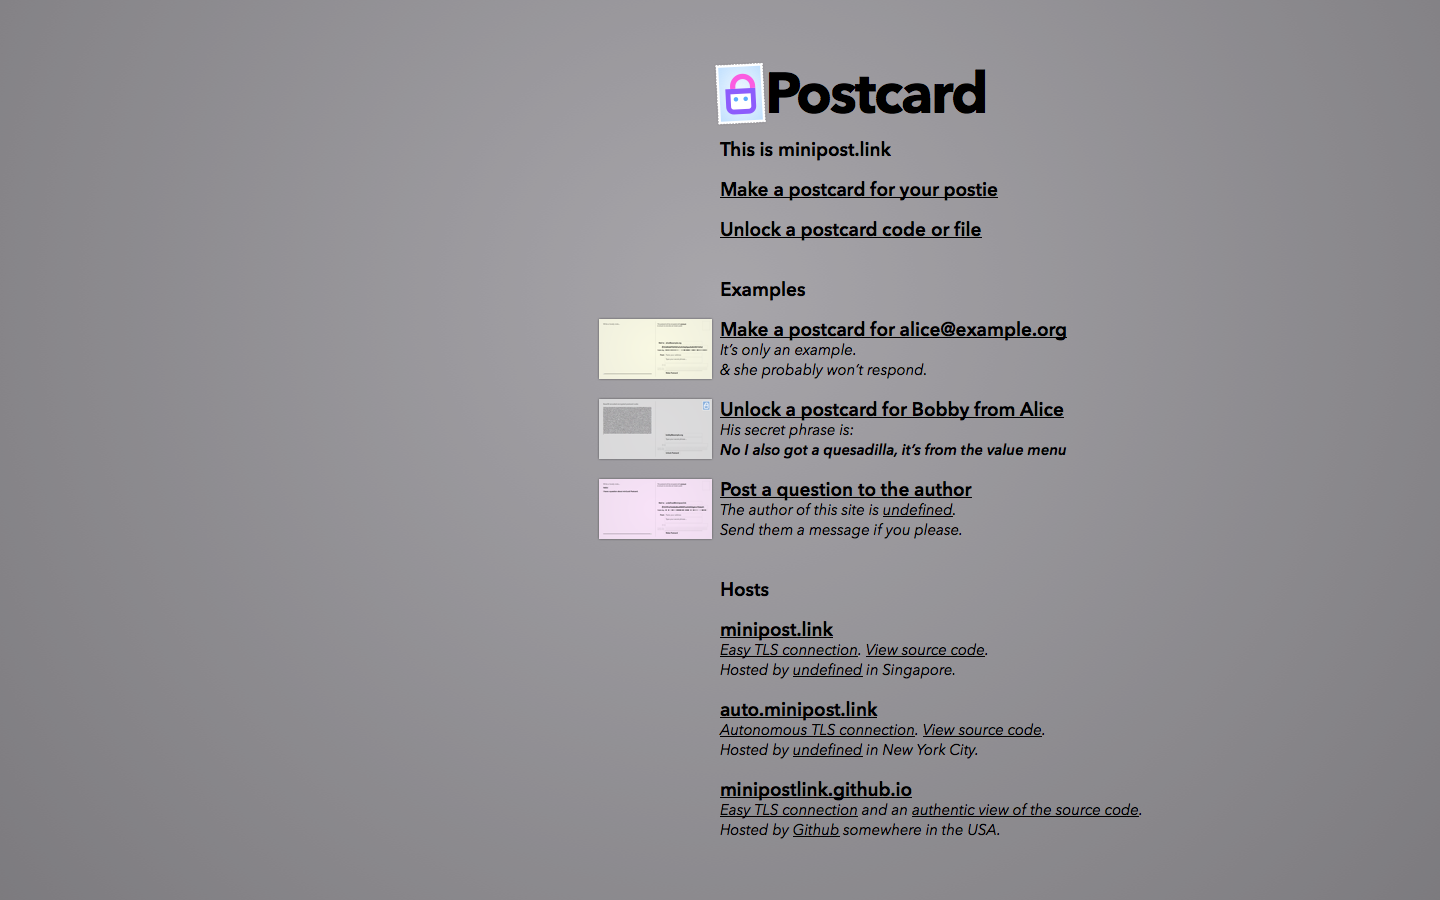 Postcard
This is minipost.link
Make a postcard for your postie
Unlock a postcard code or file
Examples
Make a postcard for alice@example.org
It’s only an example.
& she probably won’t respond.
Unlock a postcard for Bobby from Alice
His secret phrase is:
No I also got a quesadilla, it’s from the value menu
Post a question to the author
The author of this site is undefined.
Send them a message if you please.
Hosts
minipost.link
Easy TLS connection. View source code.
Hosted by undefined in Singapore.
auto.minipost.link
Autonomous TLS connection. View source code.
Hosted by undefined in New York City.
minipostlink.github.io
Easy TLS connection and an authentic view of the source code.
Hosted by Github somewhere in the USA.